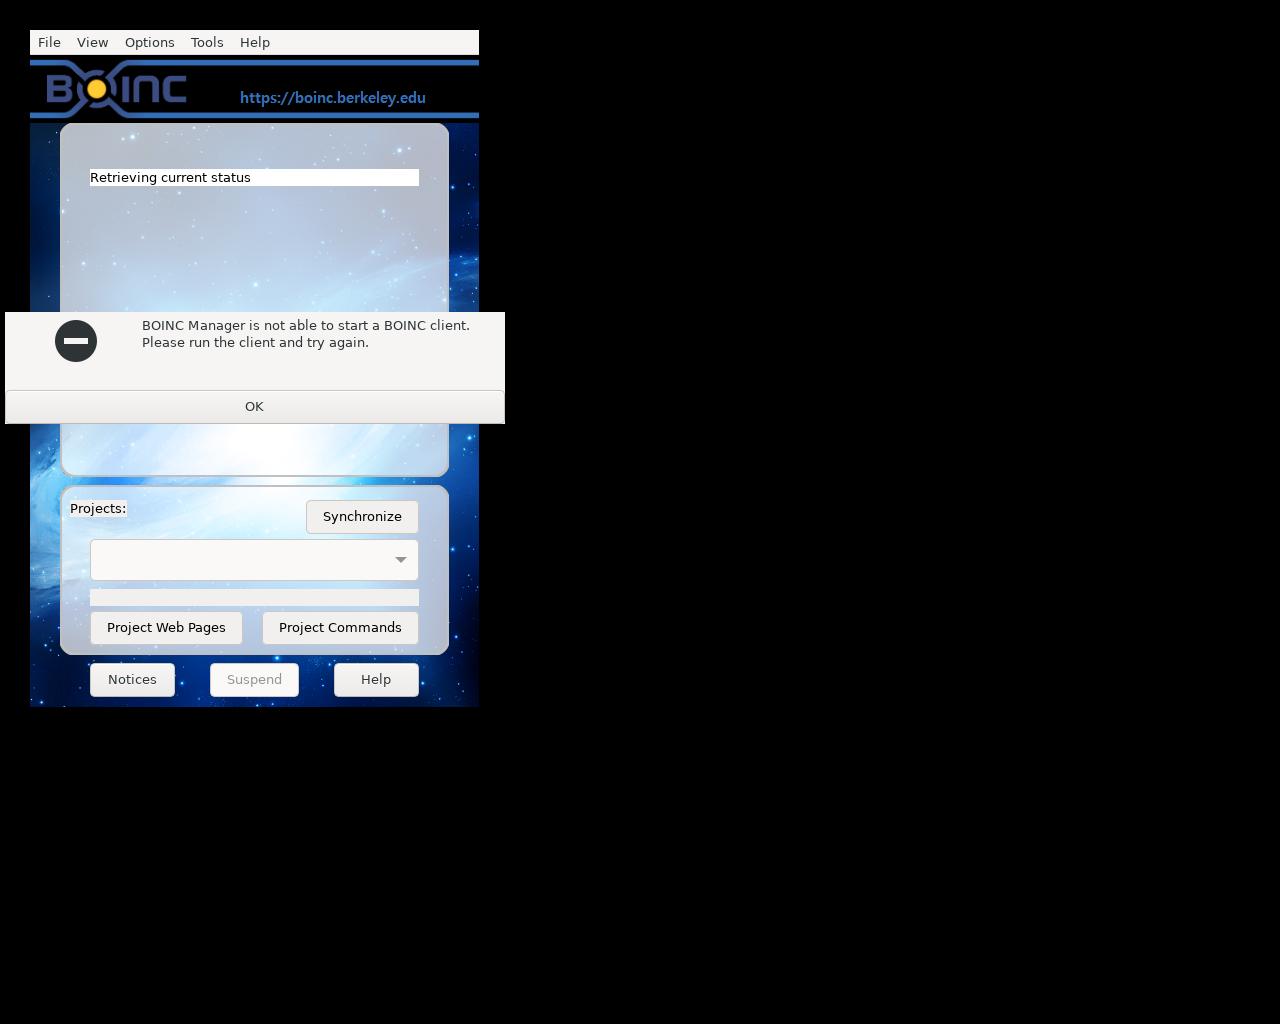 File View Options Tools Help
BOINC
https://boinc.berkeley.edu
Retrieving current status
BOINC Manager is not able to start a BOINC client.
Please run the client and try again.
OK
Projects:
Synchronize
Project Web Pages Project Commands
Notices Suspend Help